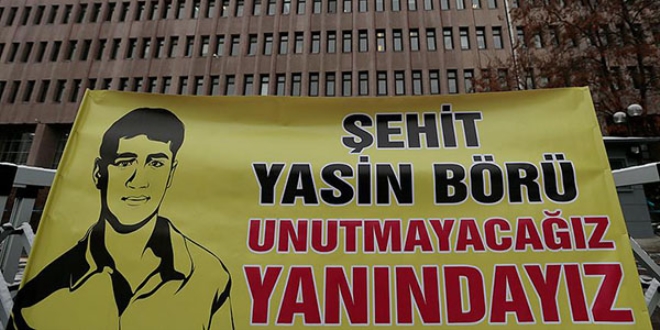 ŞEHİT
YASİN BÖRÜ
UNUTMAYACAĞIZ
YANINDAYIZ